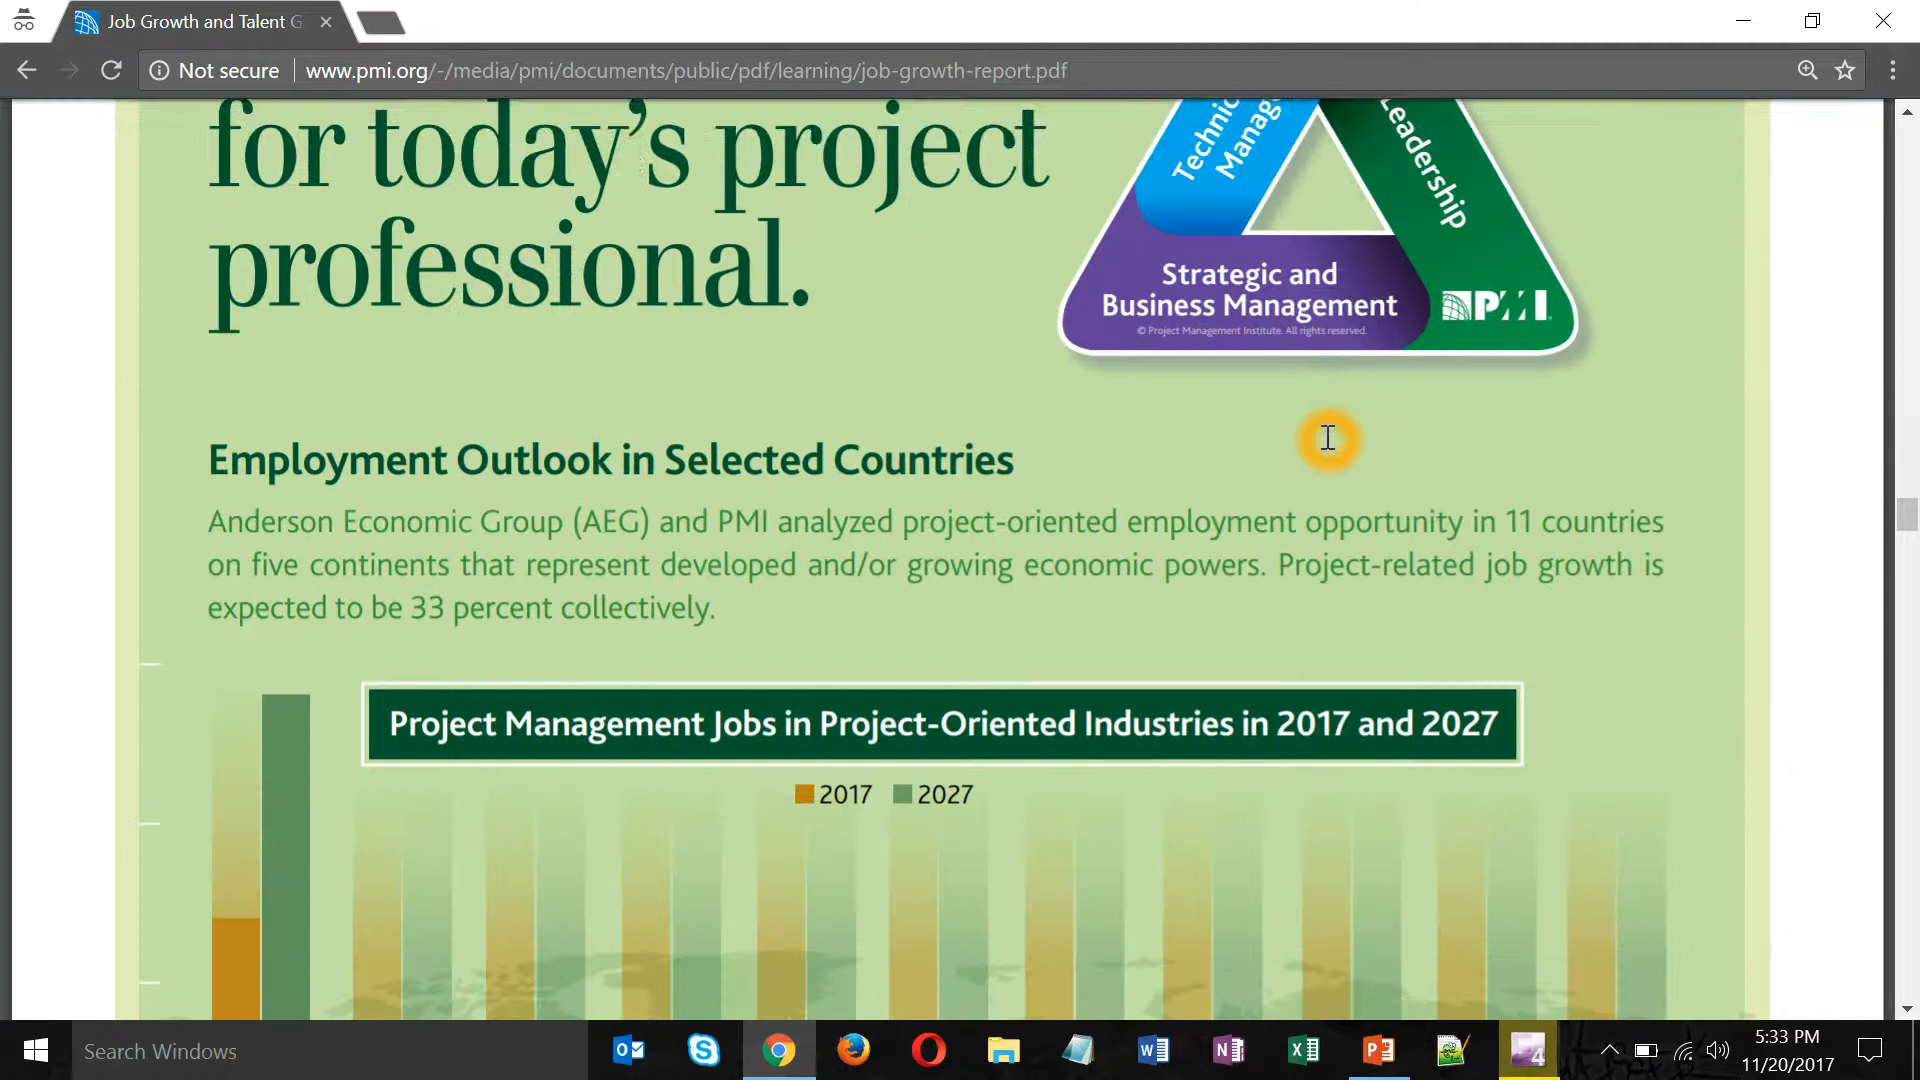 Job Growth and Talent G
Not secure
www.pmi.org/-/media/pmi/documents/public/pdf/learning/job-growth-report.pdf
for today's project
professional.
Technic
Manag
Leadership
Strategic and
Business Management
© Project Management Institute. All rights reserved.
PMI
Employment Outlook in Selected Countries
Anderson Economic Group (AEG) and PMI analyzed project-oriented employment opportunity in 11 countries
on five continents that represent developed and/or growing economic powers. Project-related job growth is
expected to be 33 percent collectively.
Project Management Jobs in Project-Oriented Industries in 2017 and 2027
2017 2027
Search Windows
4
5:33 PM
11/20/2017